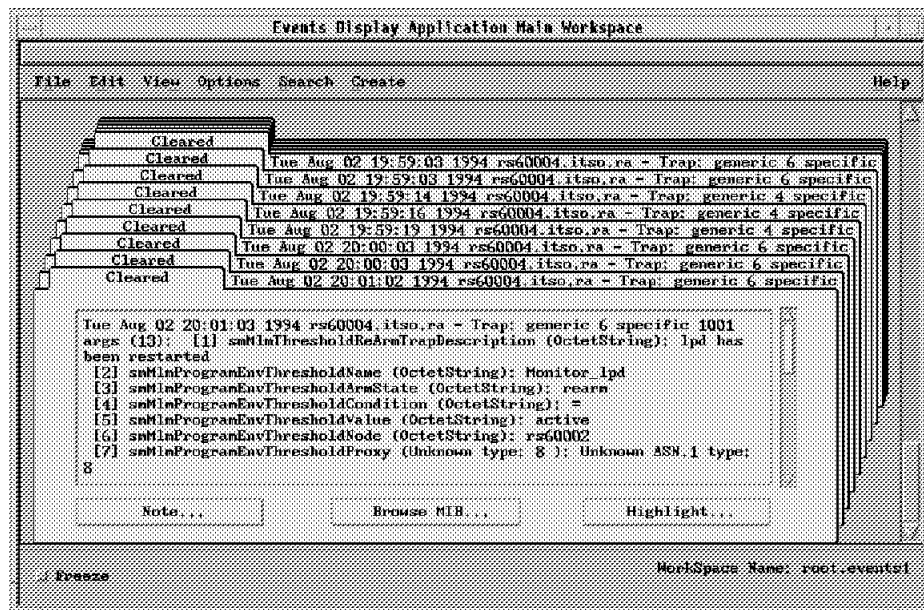 Events Display Application Main Workspace
File Edit View Options Search Create Help
Cleared
Cleared Tue Aug 02 19:59:03 1994 rs60004.itso.ra - Trap: generic 6 specific
Cleared Tue Aug 02 19:59:03 1994 rs60004.itso.ra - Trap: generic 6 specific
Cleared Tue Aug 02 19:59:14 1994 rs60004.itso.ra - Trap: generic 4 specific
Cleared Tue Aug 02 19:59:16 1994 rs60004.itso.ra - Trap: generic 4 specific
Cleared Tue Aug 02 19:59:19 1994 rs60004.itso.ra - Trap: generic 4 specific
Cleared Tue Aug 02 20:00:03 1994 rs60004.itso.ra - Trap: generic 6 specific
Cleared Tue Aug 02 20:00:03 1994 rs60004.itso.ra - Trap: generic 6 specific
Cleared Tue Aug 02 20:01:02 1994 rs60004.itso.ra - Trap: generic 6 specific
Tue Aug 02 20:01:03 1994 rs60004.itso.ra - Trap: generic 6 specific 1001
args (13): [1] smMlmThresholdReArmTrapDescription (OctetString): lpd has
been restarted
[2] smMlmProgramEnvThresholdName (OctetString): Monitor_lpd
[3] smMlmProgramEnvThresholdArmState (OctetString): rearm
[4] smMlmProgramEnvThresholdCondition (OctetString): =
[5] smMlmProgramEnvThresholdValue (OctetString): active
[6] smMlmProgramEnvThresholdNode (OctetString): rs60002
[7] smMlmProgramEnvThresholdProxy (Unknown type: 8 ): Unknown ASN.1 type:
8
Note... Browse MIB... Highlight...
Freeze WorkSpace Name: root.events1